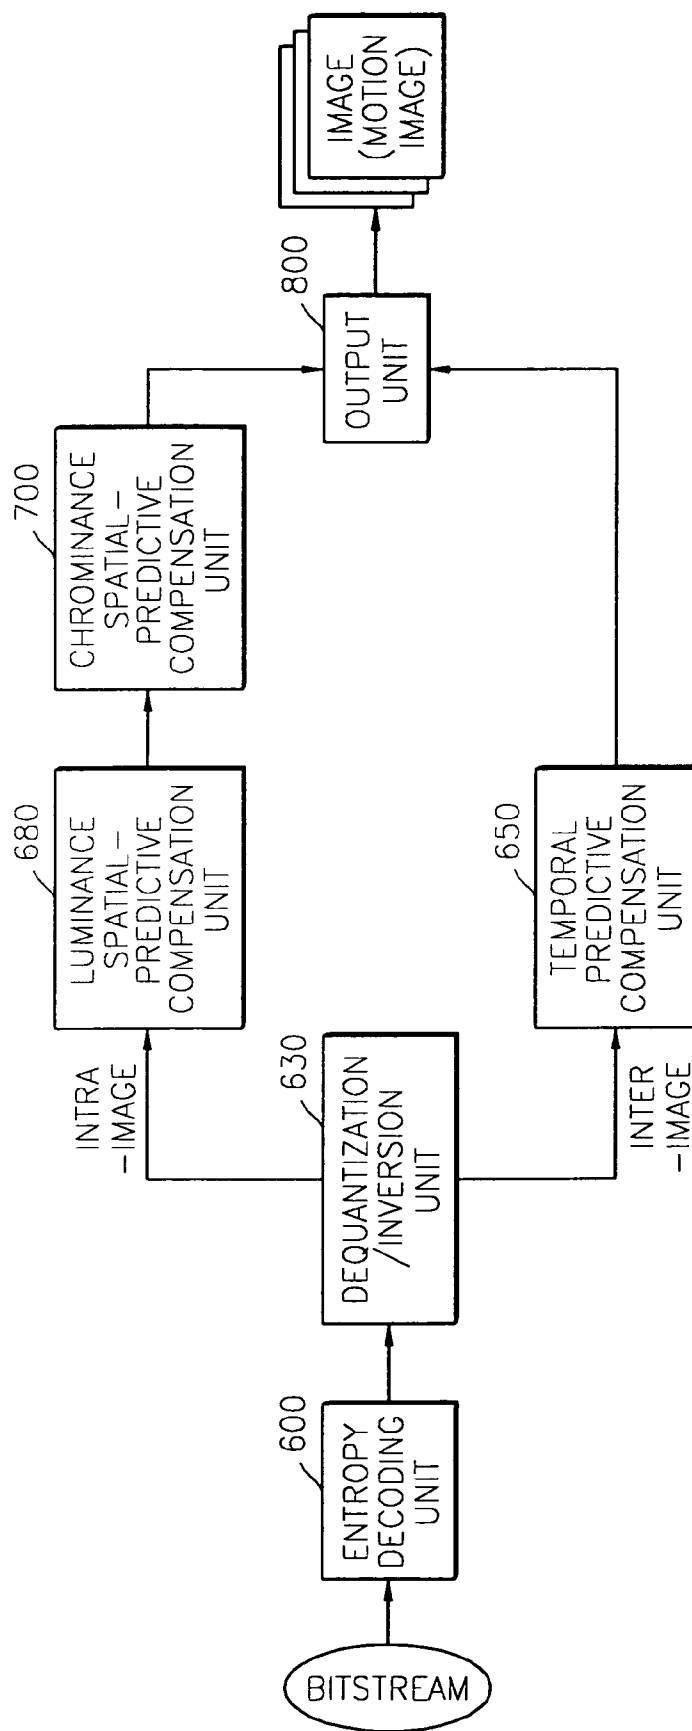 BITSTREAM
600
ENTROPY
DECODING
UNIT
630
DEQUANTIZATION
/INVERSION
UNIT
INTRA
-IMAGE
680
LUMINANCE
SPATIAL-
PREDICTIVE
COMPENSATION
UNIT
700
CHROMINANCE
SPATIAL-
PREDICTIVE
COMPENSATION
UNIT
INTER
-IMAGE
650
TEMPORAL
PREDICTIVE
COMPENSATION
UNIT
800
OUTPUT
UNIT
IMAGE
(MOTION
IMAGE)